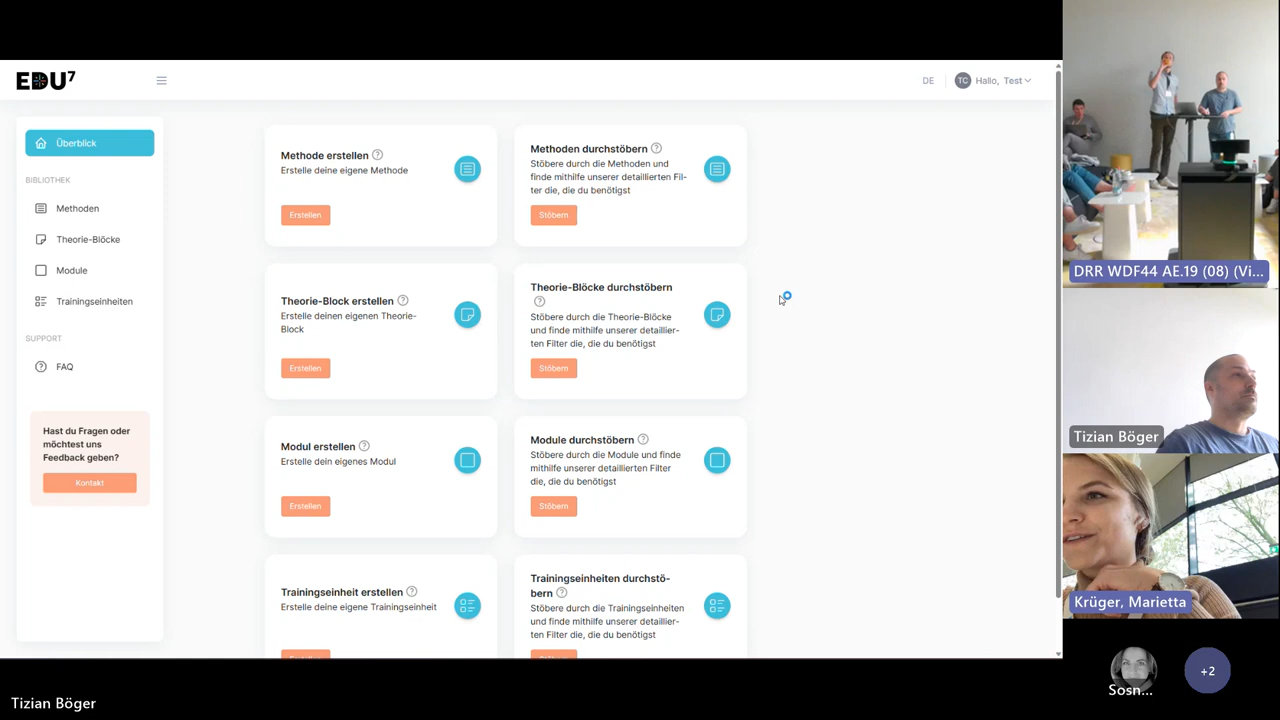 EDU7
DE
TC
Hallo, Test
Überblick
BIBLIOTHEK
Methoden
Theorie-Blöcke
Module
Trainingseinheiten
SUPPORT
FAQ
Hast du Fragen oder
möchtest uns
Feedback geben?
Kontakt
Methode erstellen
Erstelle deine eigene Methode
Erstellen
Methoden durchstöbern
Stöbere durch die Methoden und
finde mithilfe unserer detaillierten Fil-
ter die, die du benötigst
Stöbern
Theorie-Block erstellen
Erstelle deinen eigenen Theorie-
Block
Erstellen
Theorie-Blöcke durchstöbern
Stöbere durch die Theorie-Blöcke
und finde mithilfe unserer detaillier-
ten Filter die, die du benötigst
Stöbern
Modul erstellen
Erstelle dein eigenes Modul
Erstellen
Module durchstöbern
Stöbere durch die Module und finde
mithilfe unserer detaillierten Filter
die, die du benötigst
Stöbern
Trainingseinheit erstellen
Erstelle deine eigene Trainingseinheit
Trainingseinheiten durchstö-
bern
Stöbere durch die Trainingseinheiten
und finde mithilfe unserer detaillier-
ten Filter die, die du benötigst
DRR WDF44 AE.19 (08) (Vi...
Tizian Böger
Krüger, Marietta
Sosn...
+2
Tizian Böger